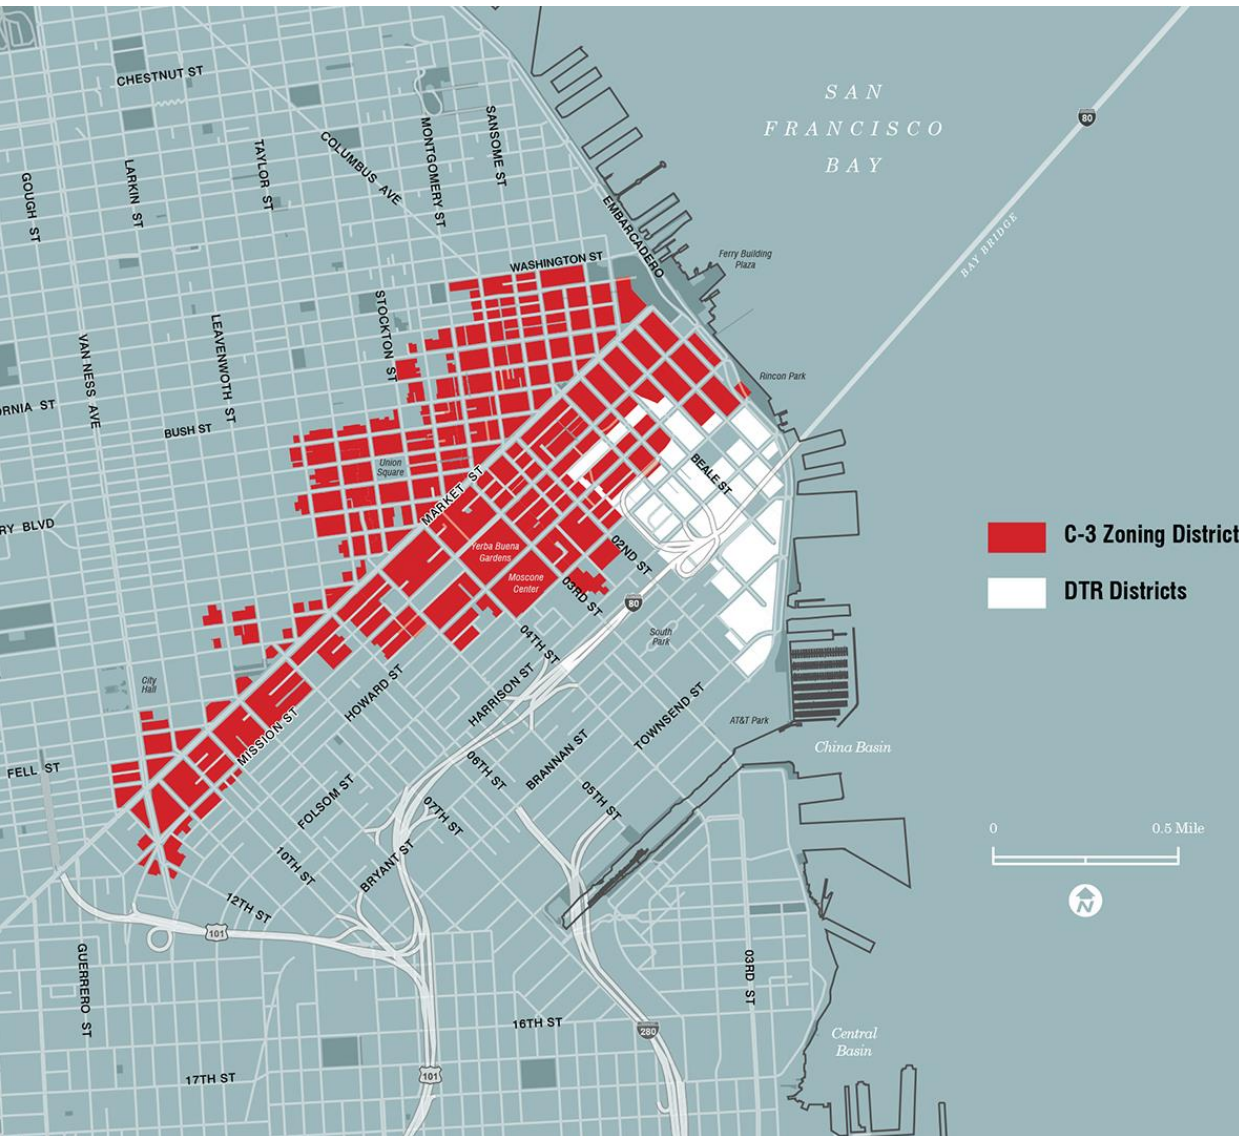 CHESTNUT ST
SAN
FRANCISCO
BAY
80
GOUGH ST
LARKIN ST
TAYLOR ST
COLUMBUS AVE
MONTGOMERY ST
SANSOME ST
EMBARCADERO
BAY BRIDGE
WASHINGTON ST
Ferry Building
Plaza
STOCKTON ST
LEAVENWOTH ST
VAN NESS AVE
Rincon Park
ORNIA ST
BUSH ST
Union
Square
MARKET ST
BEALE ST
RY BLVD
C-3 Zoning District
Yerba Buena
Gardens
02ND ST
Moscone
Center
03RD ST
DTR Districts
80
South
Park
04TH ST
City
Hall
HOWARD ST
HARRISON ST
TOWNSEND ST
AT&T Park
MISSION ST
China Basin
FELL ST
06TH ST
BRANNAN ST
FOLSOM ST
07TH ST
05TH ST
0 0.5 Mile
10TH ST
BRYANT ST
N
12TH ST
101
GUERRERO ST
03RD ST
16TH ST
280
Central
Basin
17TH ST
101